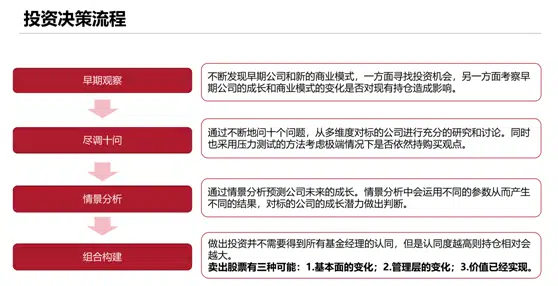 投资决策流程
早期观察
不断发现早期公司和新的商业模式，一方面寻找投资机会，另一方面考察早
期公司的成长和商业模式的变化是否对现有持仓造成影响。
尽调十问
通过不断地问十个问题，从多维度对标的公司进行充分的研究和讨论。同时
也采用压力测试的方法考虑极端情况下是否依然持购买观点。
情景分析
通过情景分析预测公司未来的成长。情景分析中会运用不同的参数从而产生
不同的结果，对标的公司的成长潜力做出判断。
组合构建
做出投资并不需要得到所有基金经理的认同，但是认同度越高则持仓相对会
越大。
卖出股票有三种可能：1.基本面的变化；2.管理层的变化；3.价值已经实现。